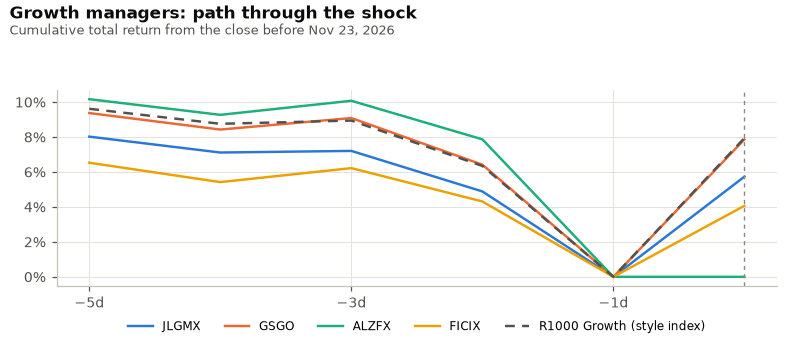 Growth managers: path through the shock
Cumulative total return from the close before Nov 23, 2026
10%
8%
6%
4%
2%
0%
−5d
−3d
−1d
JLGMX
GSGO
ALZFX
FICIX
R1000 Growth (style index)